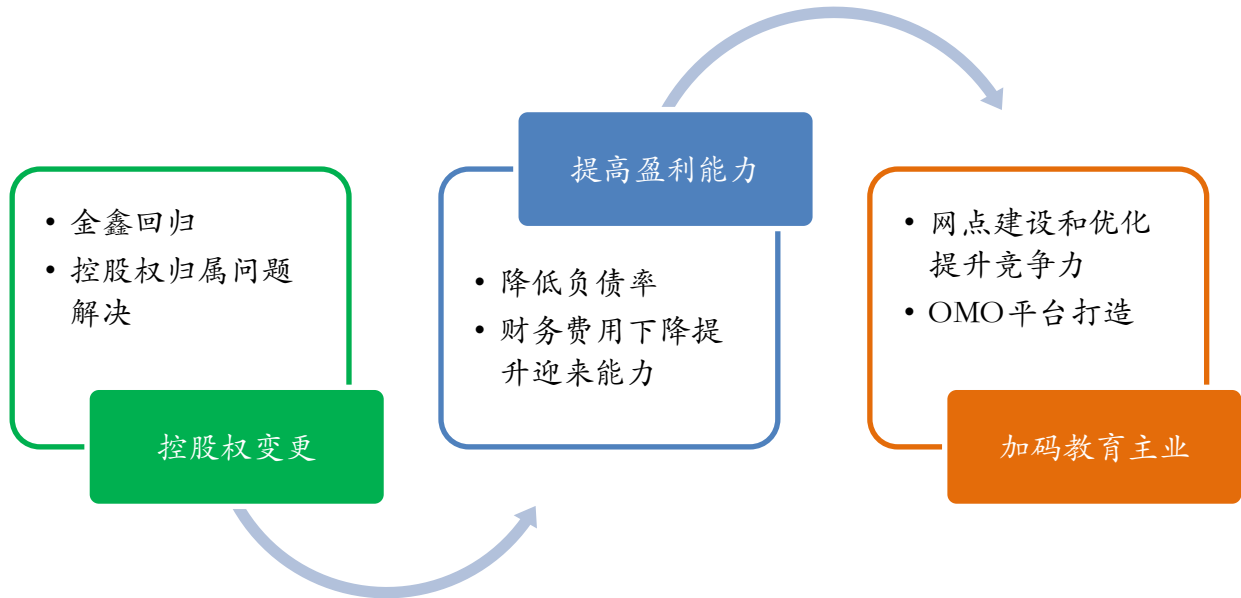 • 金鑫回归
• 控股权归属问题
解决
控股权变更
提高盈利能力
• 降低负债率
• 财务费用下降提
升迎来能力
• 网点建设和优化
提升竞争力
• OMO平台打造
加码教育主业